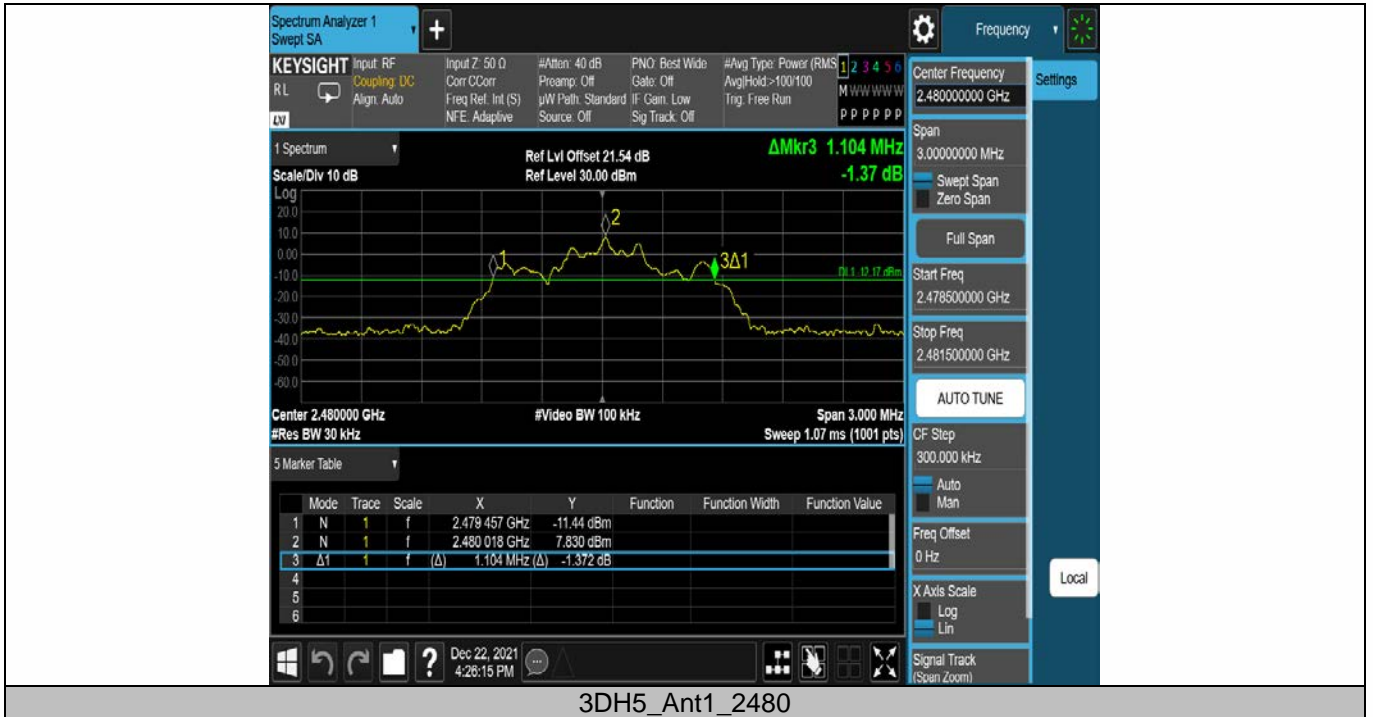 Spectrum Analyzer 1
Swept SA
+
Frequency
KEYSIGHT
RL
LV
Input: RF
Coupling: DC
Align: Auto
Input Z: 50 Ω
Corr CCorr
Freq Ref: Int (S)
NFE: Adaptive
#Atten: 40 dB
Preamp: Off
µW Path: Standard
Source: Off
PNO: Best Wide
Gate: Off
IF Gain: Low
Sig Track: Off
#Avg Type: Power (RMS
Avg|Hold:>100/100
Trig: Free Run
1 2 3 4 5 6
M W W W W W
P P P P P P
1 Spectrum
Scale/Div 10 dB
Ref Lvl Offset 21.54 dB
Ref Level 30.00 dBm
ΔMkr3 1.104 MHz
-1.37 dB
Log
20.0
10.0
0.00
-10.0
-20.0
-30.0
-40.0
-50.0
-60.0
1
2
3Δ1
DL1 -12.17 dBm
Center 2.480000 GHz
#Video BW 100 kHz
Span 3.000 MHz
#Res BW 30 kHz
Sweep 1.07 ms (1001 pts)
5 Marker Table
Mode Trace Scale X Y Function Function Width Function Value
1 N 1 f 2.479 457 GHz -11.44 dBm
2 N 1 f 2.480 018 GHz 7.830 dBm
3 Δ1 1 f (Δ) 1.104 MHz (Δ) -1.372 dB
4
5
6
Center Frequency
2.480000000 GHz
Settings
Span
3.00000000 MHz
Swept Span
Zero Span
Full Span
Start Freq
2.478500000 GHz
Stop Freq
2.481500000 GHz
AUTO TUNE
CF Step
300.000 kHz
Auto
Man
Freq Offset
0 Hz
X Axis Scale
Log
Lin
Local
Signal Track
(Span Zoom)
?
Dec 22, 2021
4:26:15 PM
3DH5_Ant1_2480